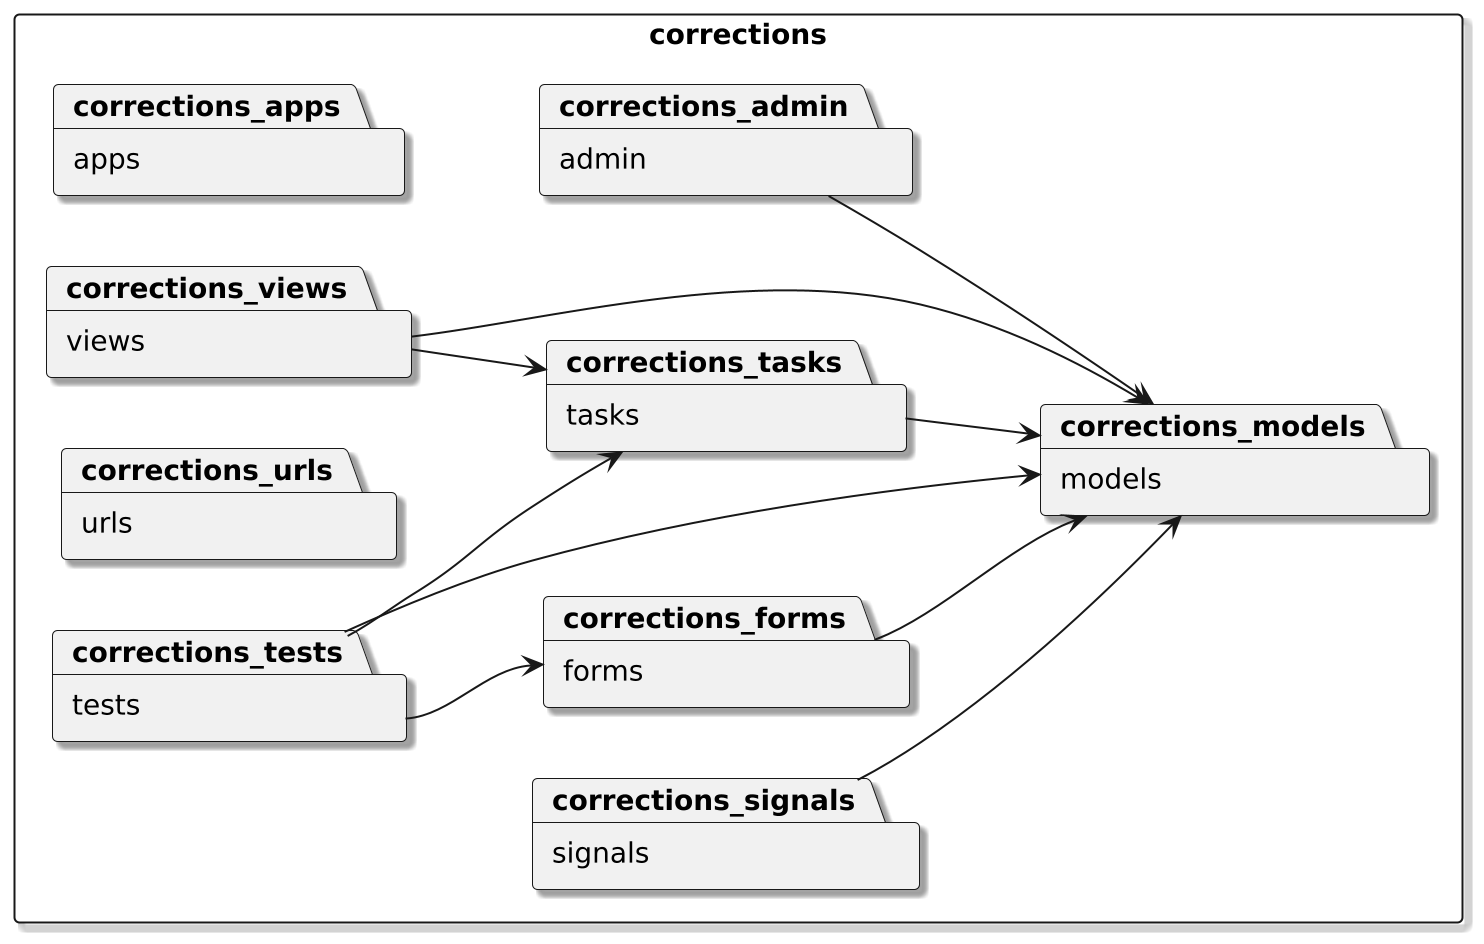 corrections
corrections_apps
apps
corrections_admin
admin
corrections_views
views
corrections_tasks
tasks
corrections_models
models
corrections_urls
urls
corrections_forms
forms
corrections_tests
tests
corrections_signals
signals